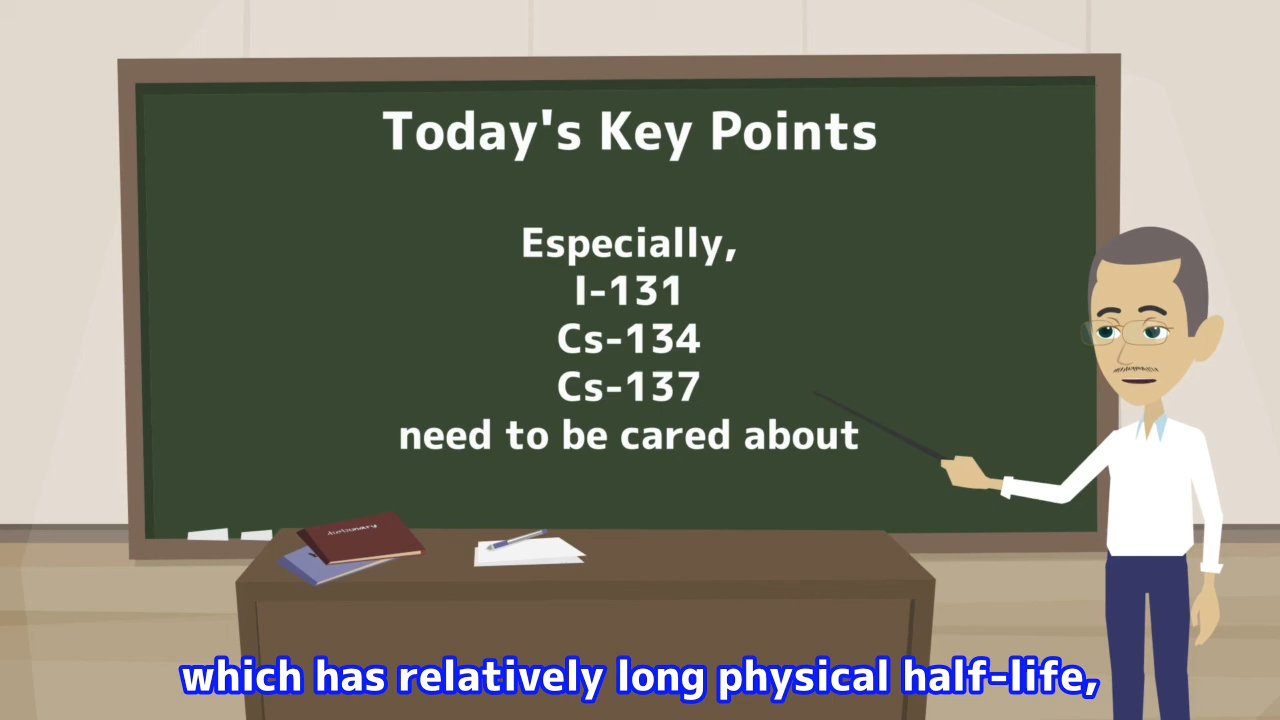 Today's Key Points
Especially,
I-131
Cs-134
Cs-137
need to be cared about
Dictionary
which has relatively long physical half-life,